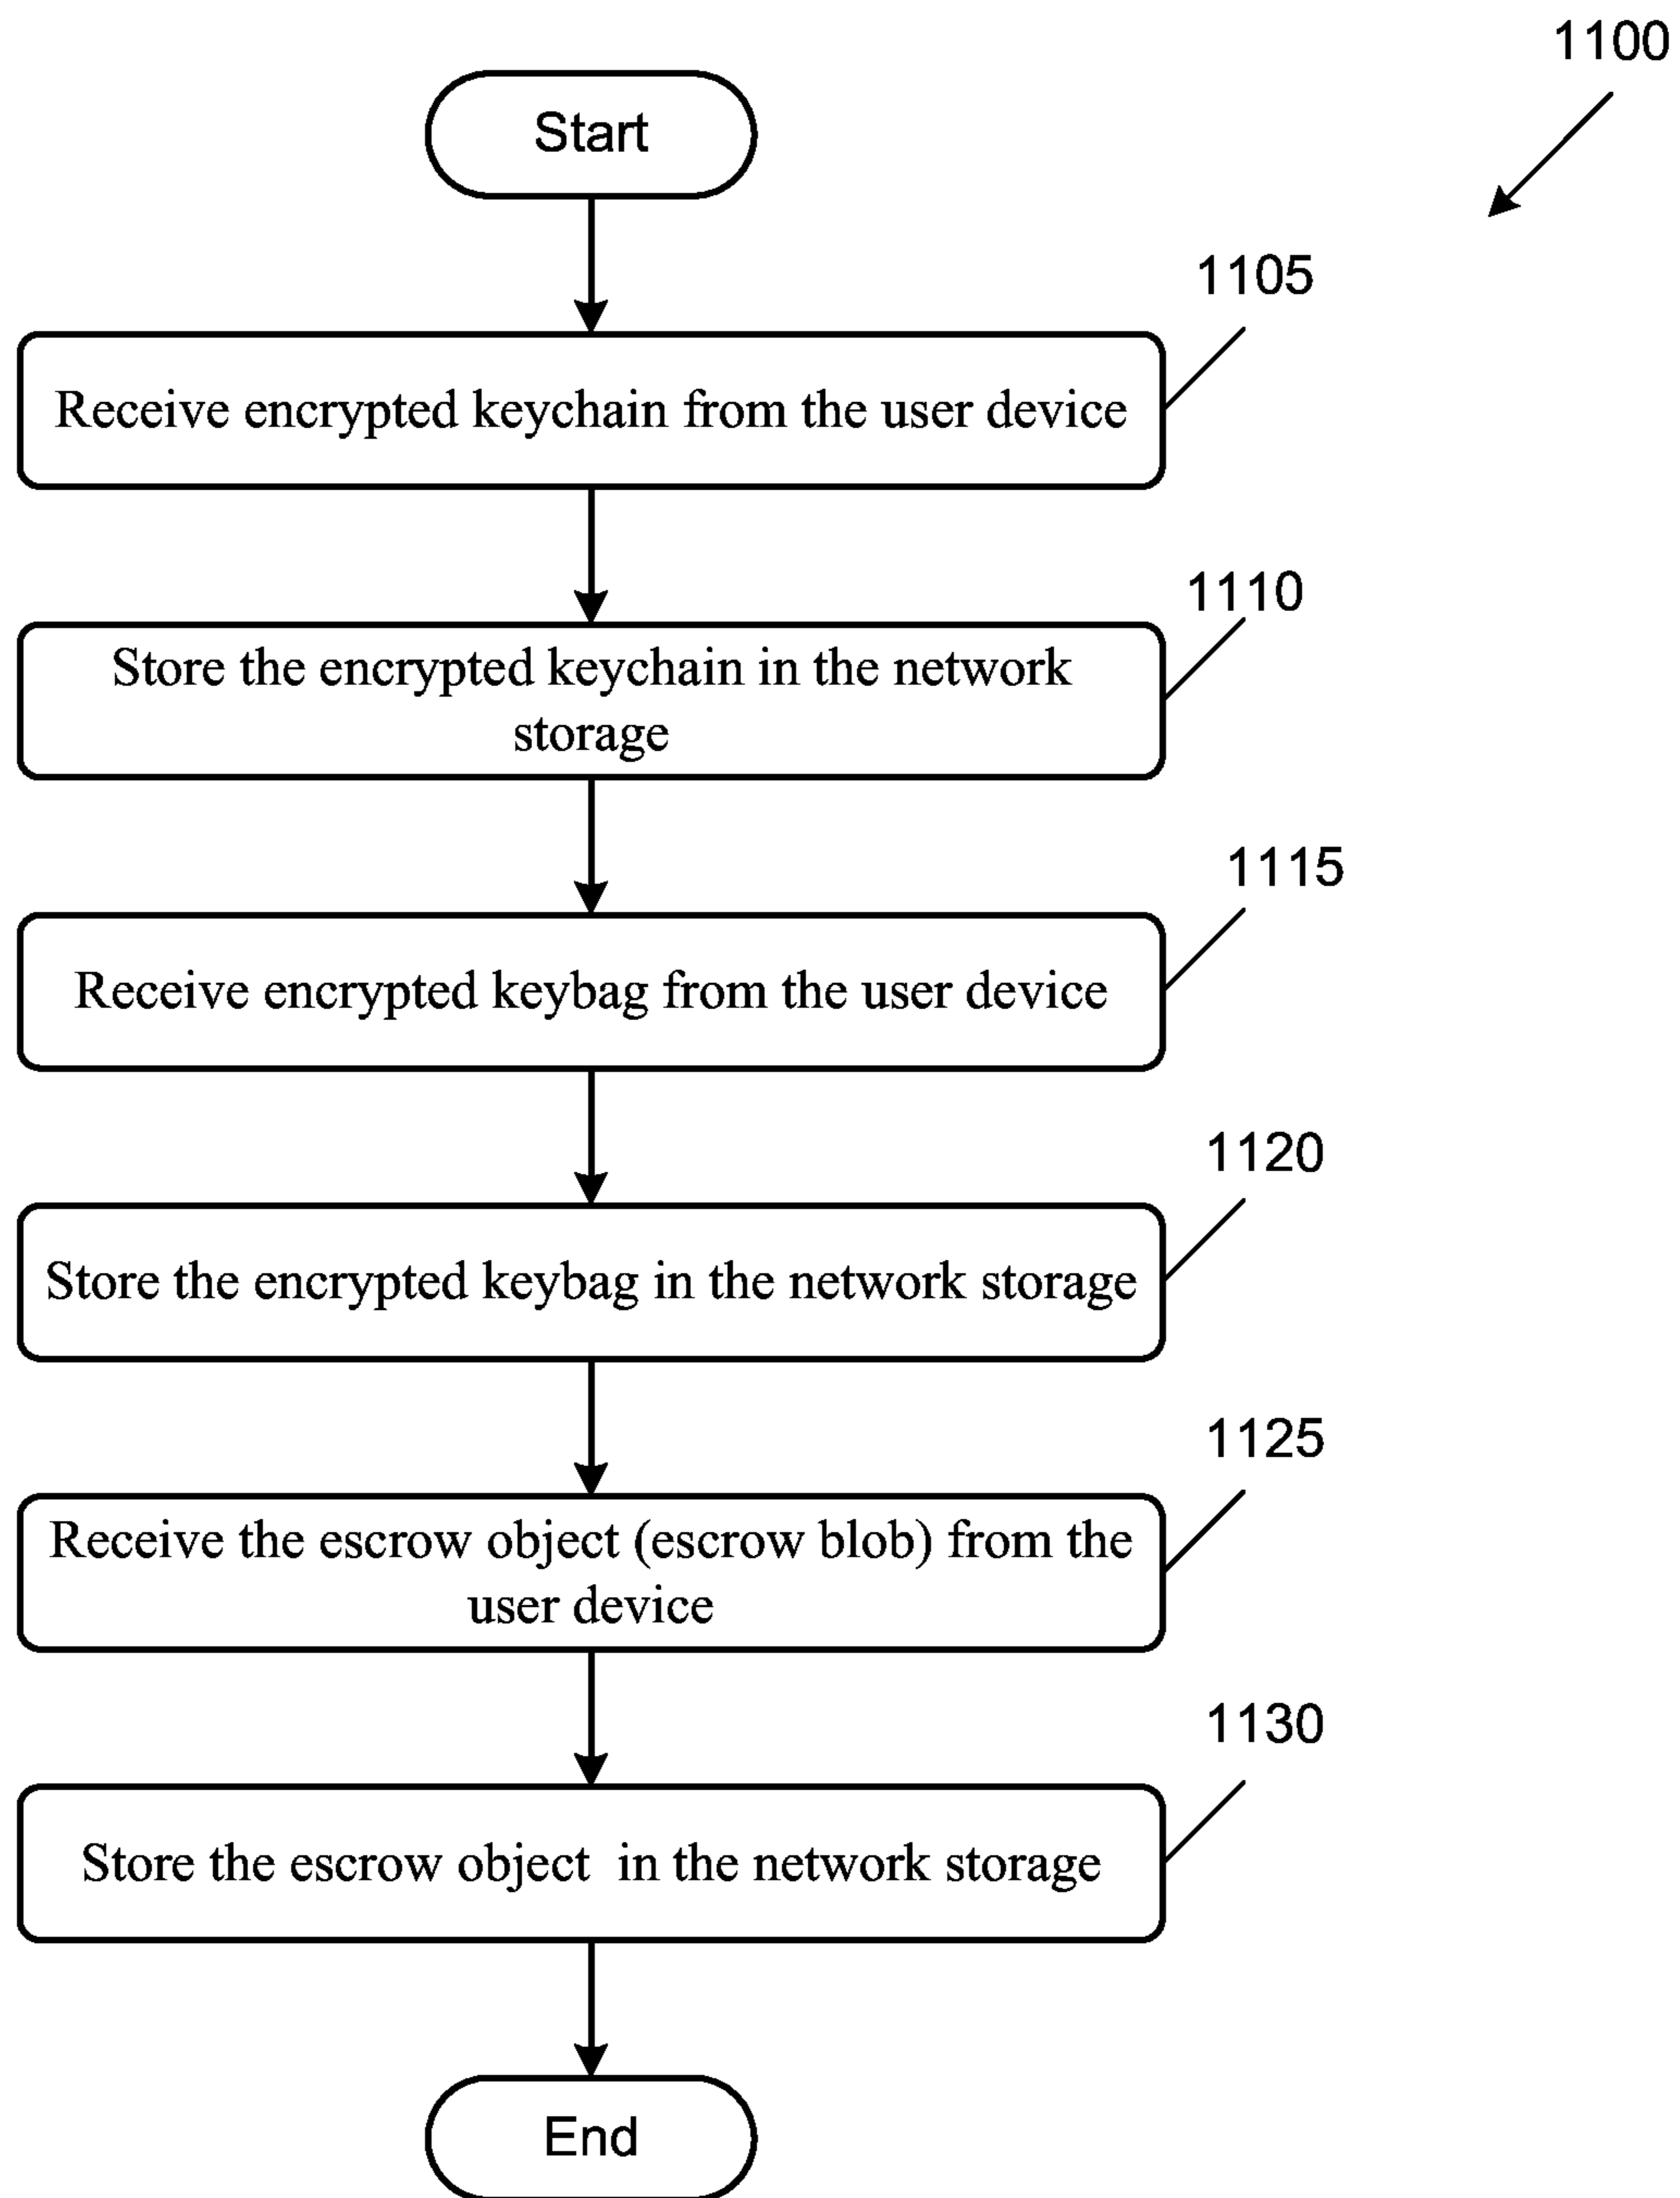 1100
Start
1105
Receive encrypted keychain from the user device
1110
Store the encrypted keychain in the network
storage
1115
Receive encrypted keybag from the user device
1120
Store the encrypted keybag in the network storage
1125
Receive the escrow object (escrow blob) from the
user device
1130
Store the escrow object  in the network storage
End